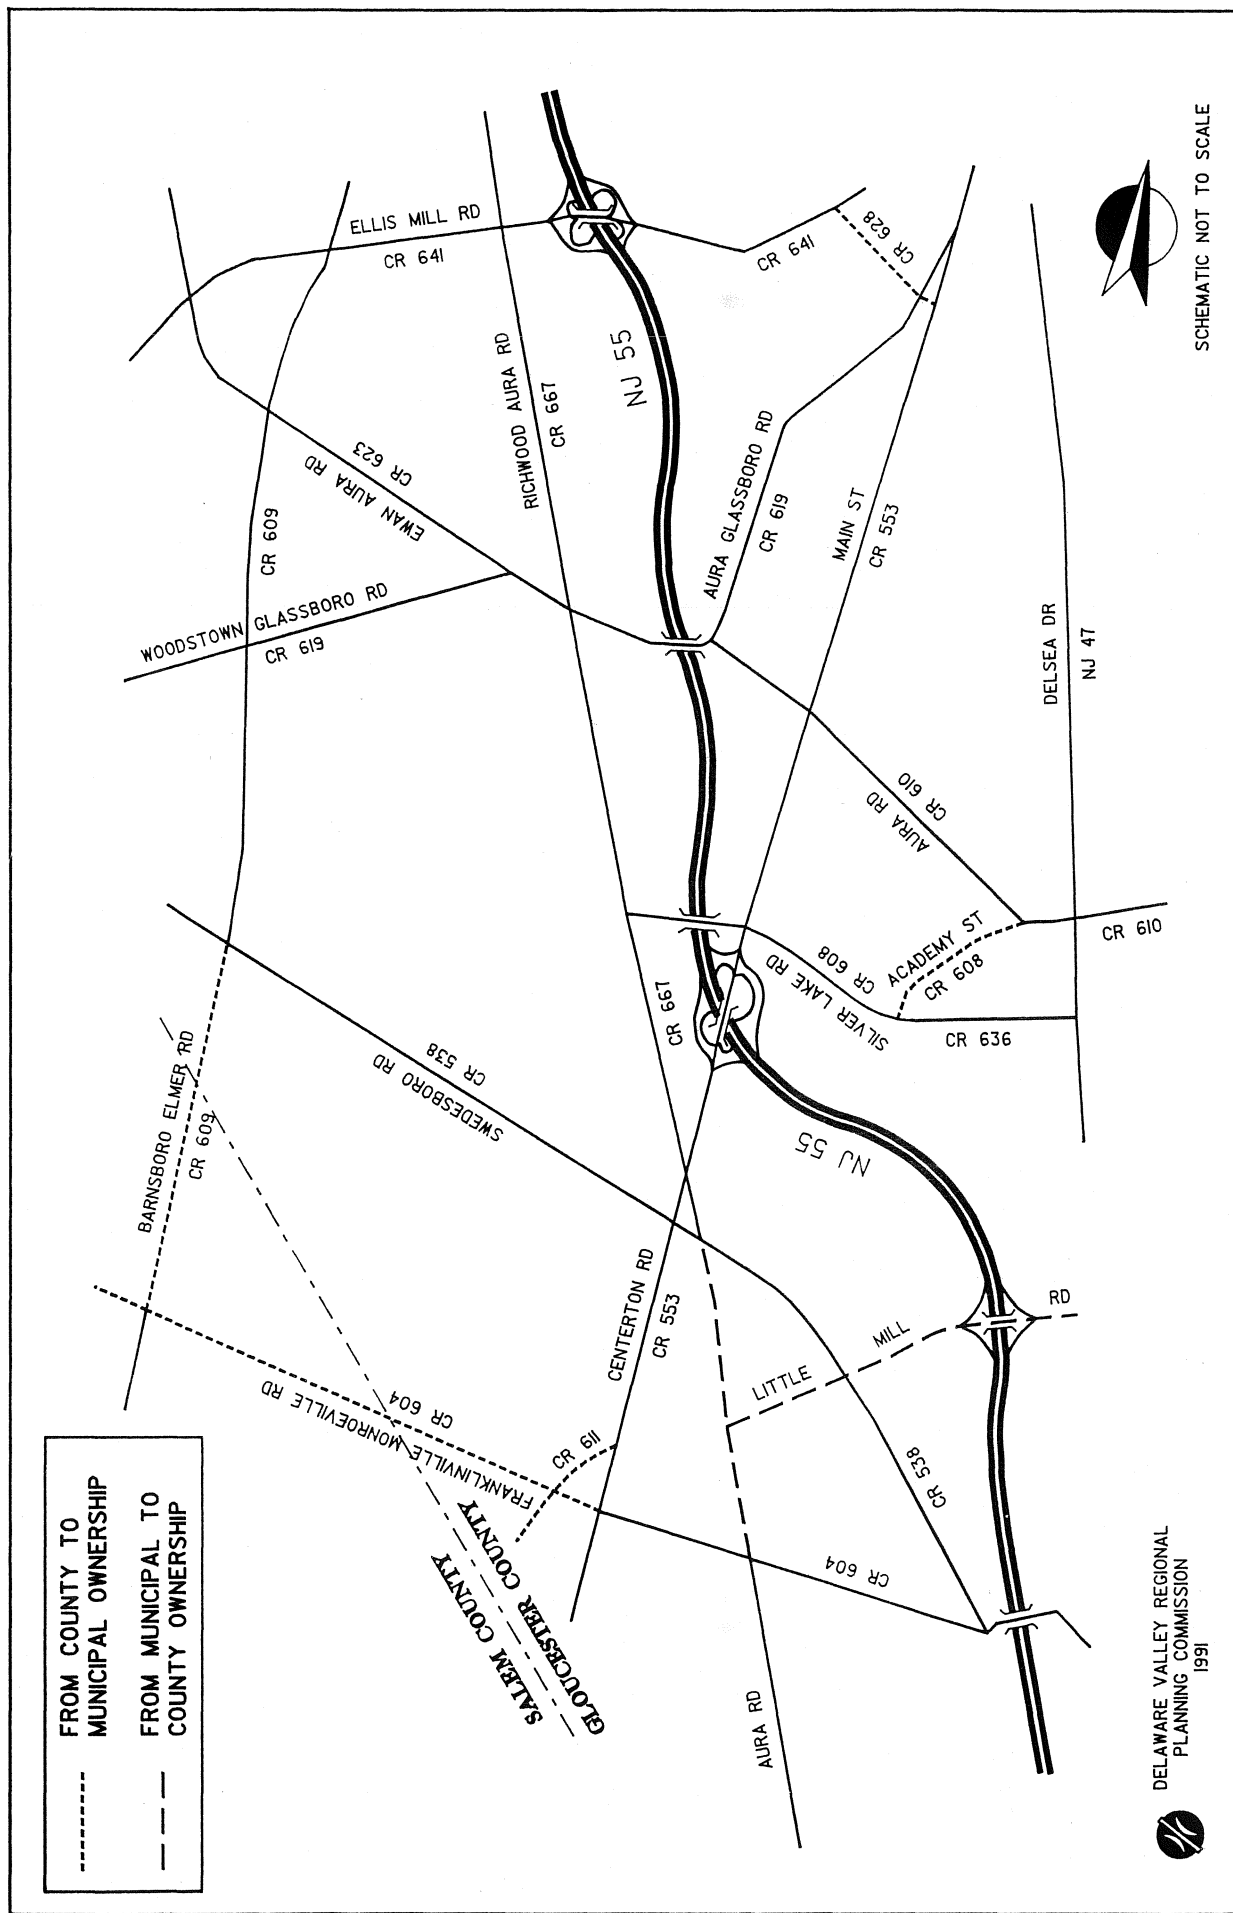 ELLIS MILL RD
CR 641
CR 641
CR 628
SCHEMATIC NOT TO SCALE
RICHWOOD AURA RD
CR 667
NJ 55
CR 623
EWAN AURA RD
CR 609
WOODSTOWN GLASSBORO RD
CR 619
AURA GLASSBORO RD
CR 619
MAIN ST
CR 553
DELSEA DR
NJ 47
CR 610
AURA RD
CR 610
ACADEMY ST
CR 608
CR 608
SILVER LAKE RD
CR 636
CR 667
CR 538
SWEDESBORO RD
BARNSBORO ELMER RD
CR 609
NJ 55
CENTERTON RD
CR 553
LITTLE MILL RD
CR 604
FRANKLINVILLE MONROEVILLE RD
CR 611
CR 538
CR 604
SALEM COUNTY
GLOUCESTER COUNTY
AURA RD
FROM COUNTY TO
MUNICIPAL OWNERSHIP
FROM MUNICIPAL TO
COUNTY OWNERSHIP
DELAWARE VALLEY REGIONAL
PLANNING COMMISSION
1991